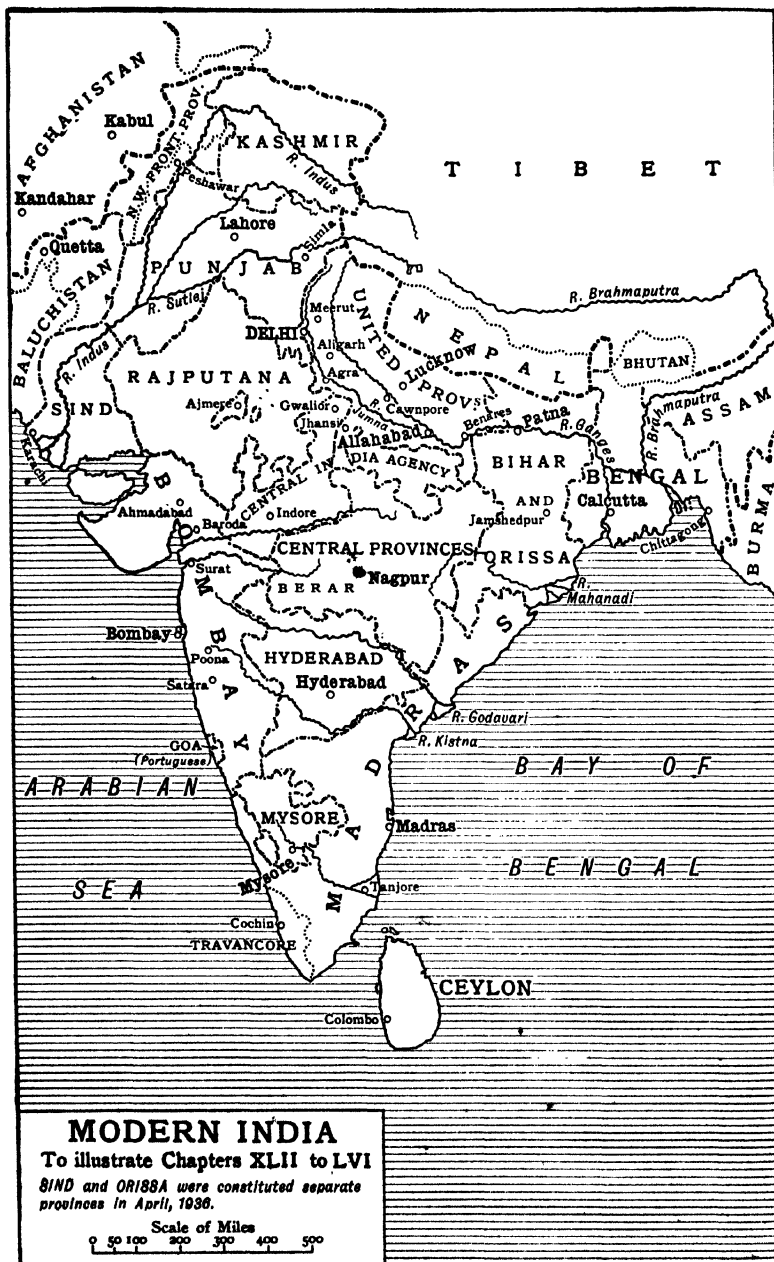 AFGHANISTAN
Kabul
Kandahar
Quetta
BALUCHISTAN
N.W. FRONT. PROV.
Peshawar
KASHMIR
R. Indus
TIBET
Lahore
Simla
PUNJAB
R. Sutlej
R. Indus
SIND
Karachi
RAJPUTANA
Ajmere
DELHI
Meerut
Aligarh
Agra
Gwalior
Jhansi
R. Jumna
UNITED PROVS
Lucknow
Cawnpore
Allahabad
Benares
NEPAL
R. Brahmaputra
BHUTAN
R. Brahmaputra
ASSAM
Patna
R. Ganges
BIHAR
AND
ORISSA
Jamshedpur
BENGAL
Calcutta
Chittagong
BURMA
CENTRAL INDIA AGENCY
Indore
Ahmadabad
Baroda
Surat
BOMBAY
CENTRAL PROVINCES
Nagpur
BERAR
R. Mahanadi
Bombay
Poona
Satara
HYDERABAD
Hyderabad
R. Godavari
R. Kistna
GOA
(Portuguese)
ARABIAN
SEA
BAY OF
BENGAL
MYSORE
Mysore
MADRAS
Madras
Tanjore
Cochin
TRAVANCORE
CEYLON
Colombo
MODERN INDIA
To illustrate Chapters XLII to LVI
SIND and ORISSA were constituted separate
provinces in April, 1936.
Scale of Miles
0 50 100 200 300 400 500